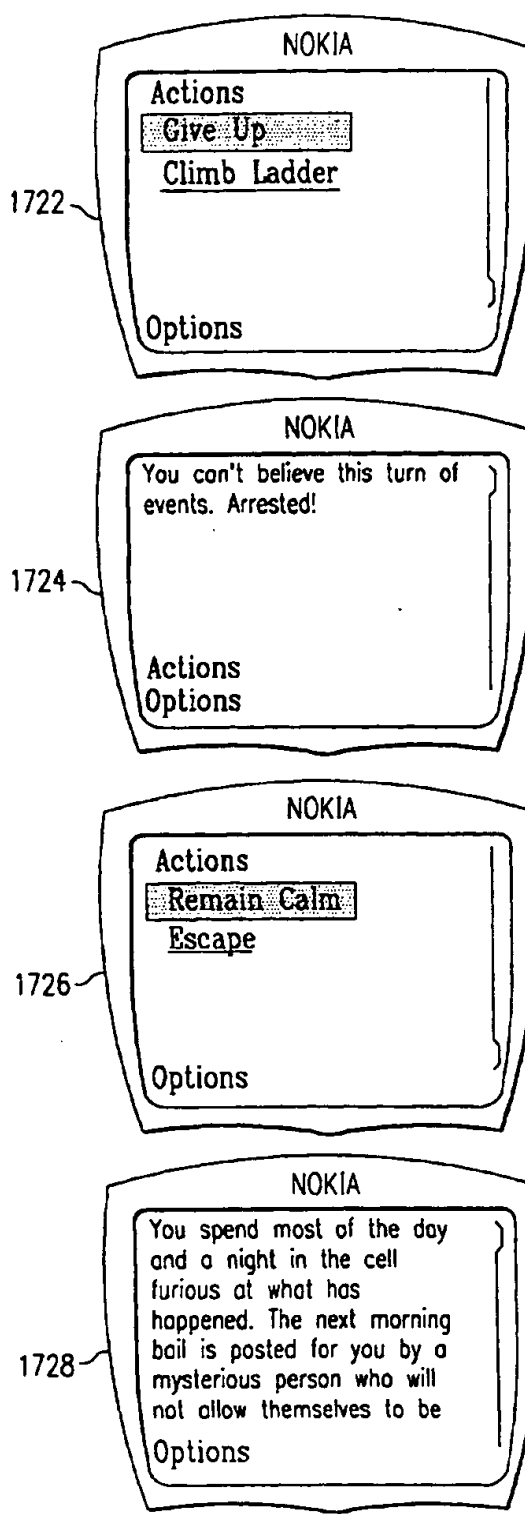 NOKIA
Actions
Give Up
Climb Ladder
1722
Options
NOKIA
You can't believe this turn of
events. Arrested!
1724
Actions
Options
NOKIA
Actions
Remain Calm
Escape
1726
Options
NOKIA
You spend most of the day
and a night in the cell
furious at what has
happened. The next morning
bail is posted for you by a
1728
mysterious person who will
not allow themselves to be
Options